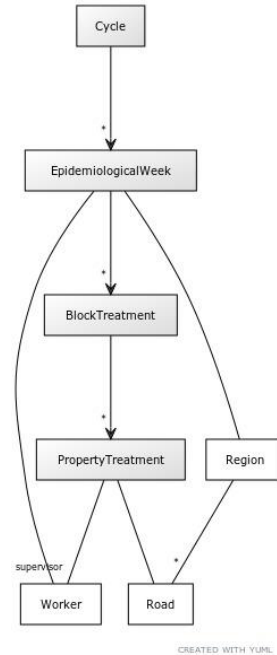 Cycle
*
EpidemiologicalWeek
*
BlockTreatment
*
PropertyTreatment
Region
*
supervisor
Worker
Road
CREATED WITH YUML